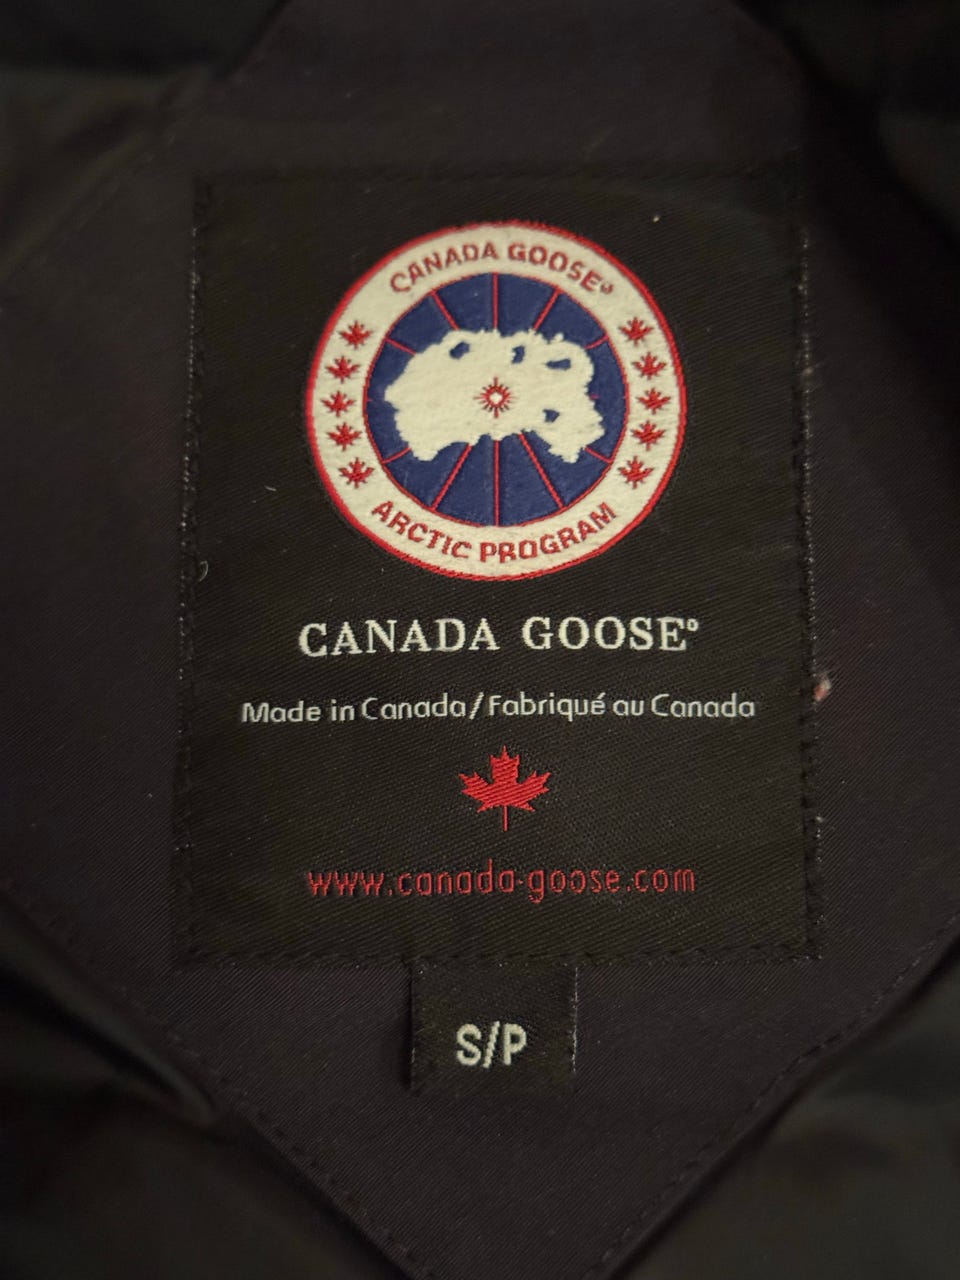 CANADA GOOSE®
ARCTIC PROGRAM
CANADA GOOSE®
Made in Canada/Fabriqué au Canada
www.canada-goose.com
S/P